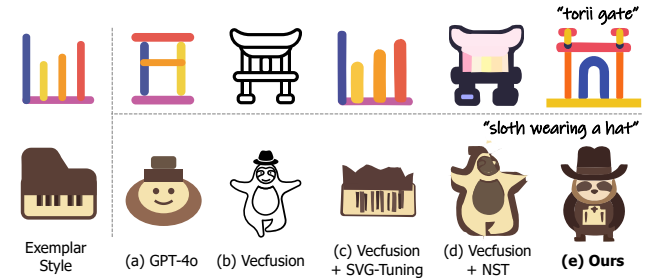 "torii gate"
"sloth wearing a hat"
Exemplar
Style
(a) GPT-4o
(b) Vecfusion
(c) Vecfusion
+ SVG-Tuning
(d) Vecfusion
+ NST
(e) Ours